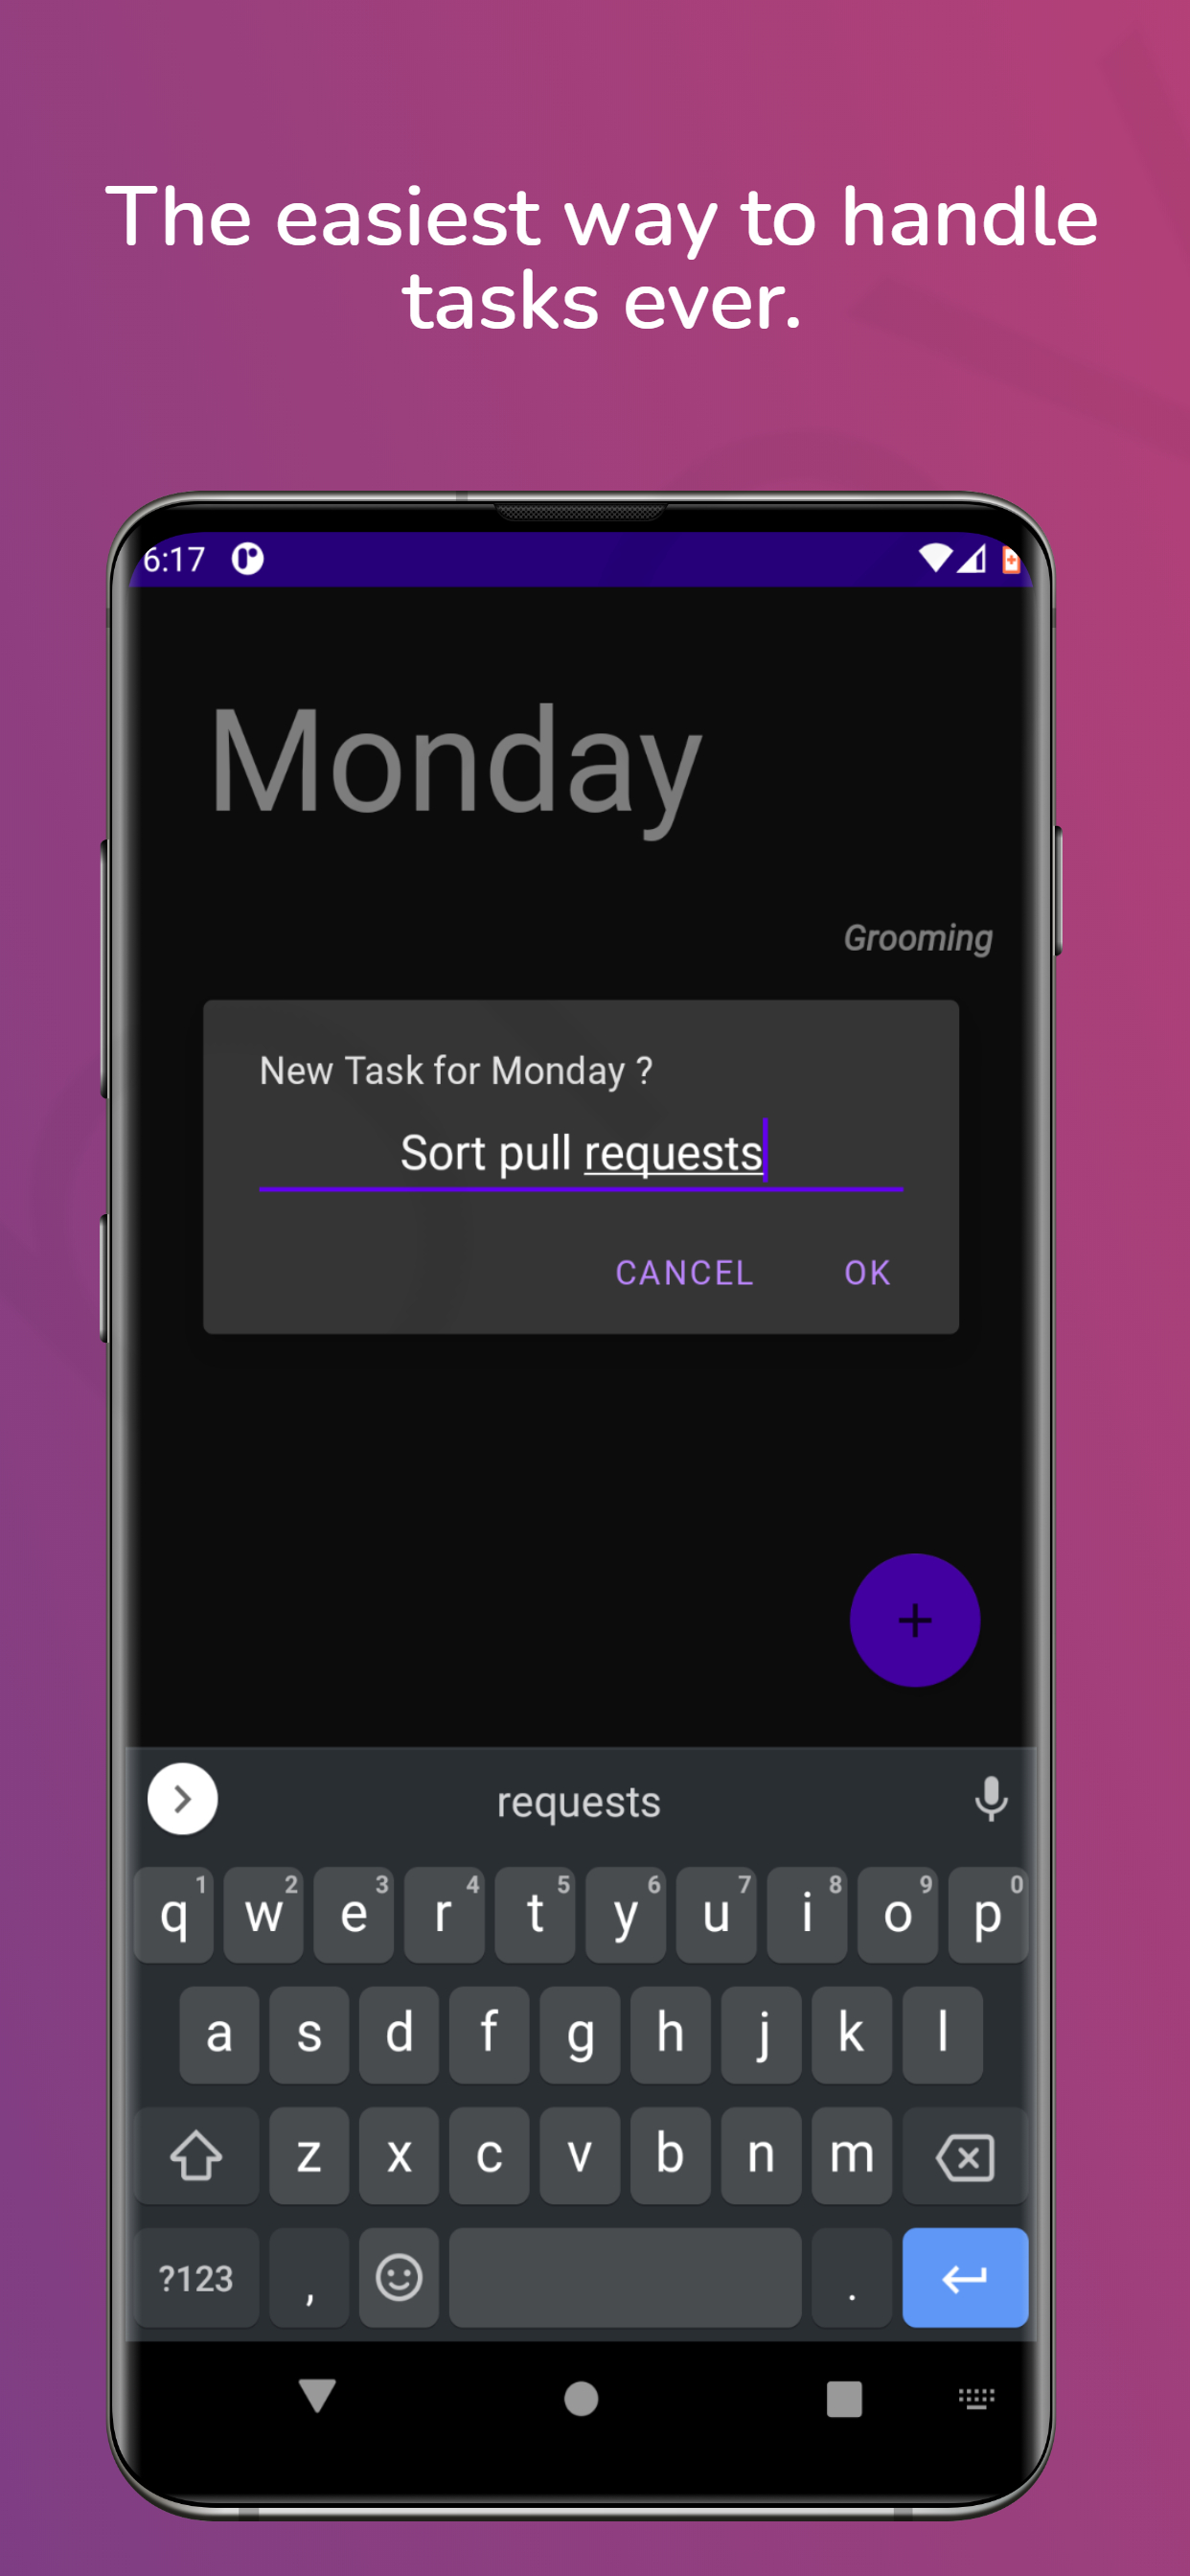 The easiest way to handle
tasks ever.
6:17
Monday
Grooming
New Task for Monday ?
Sort pull requests
CANCEL OK
requests
1 2 3 4 5 6 7 8 9 0
q w e r t y u i o p
a s d f g h j k l
z x c v b n m
?123 , .